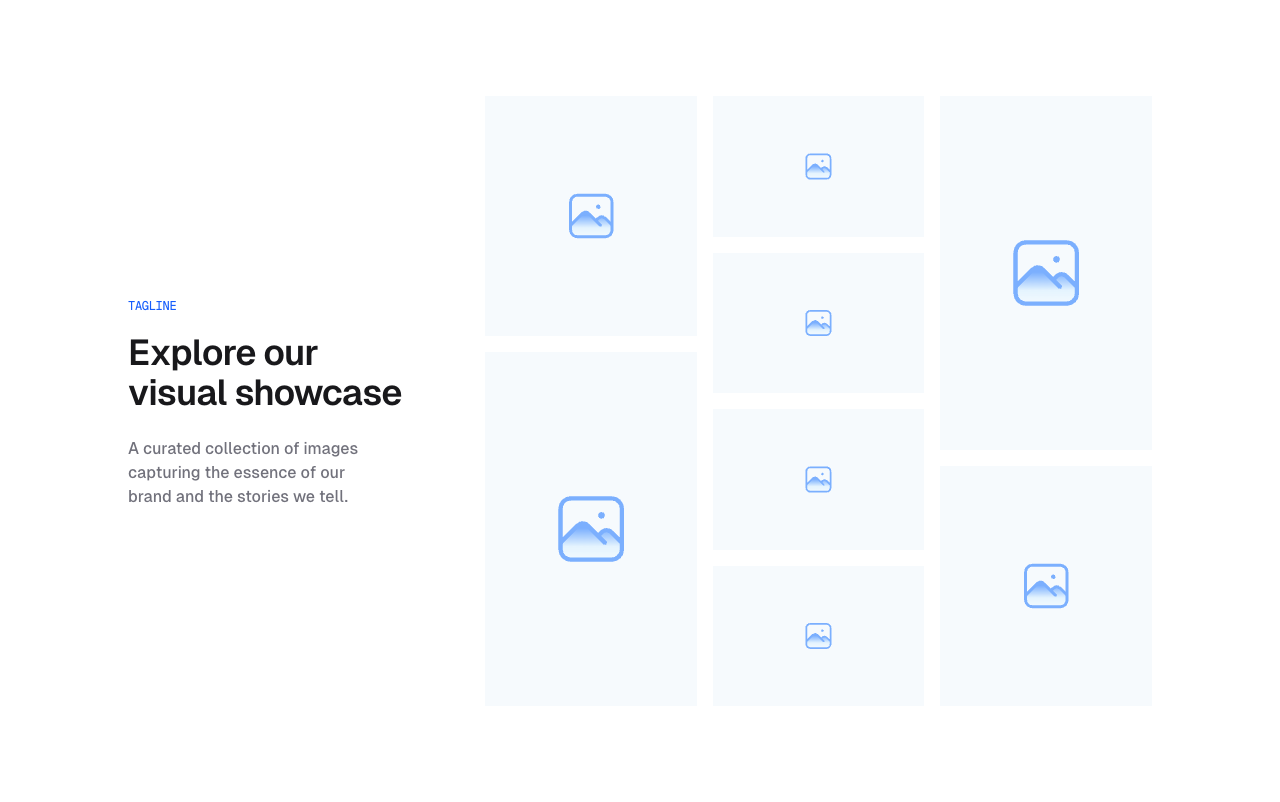 TAGLINE
Explore our
visual showcase
A curated collection of images
capturing the essence of our
brand and the stories we tell.